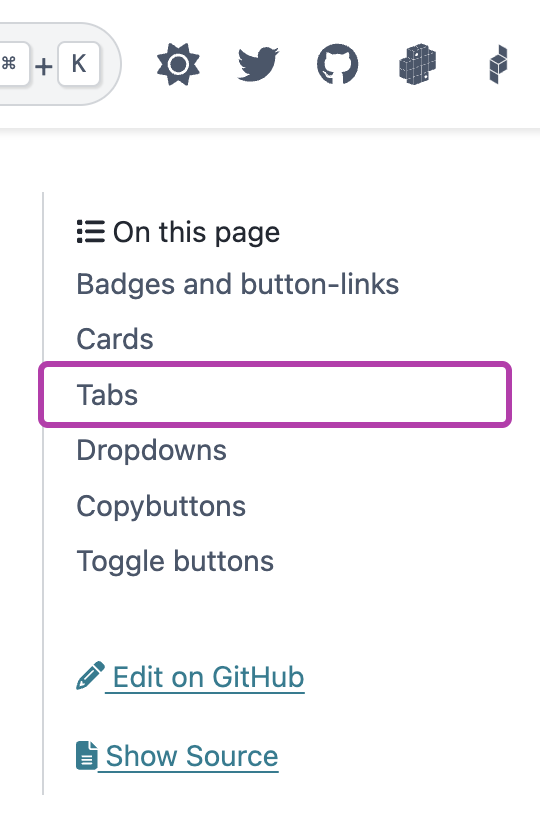 ⌘ + K
On this page
Badges and button-links
Cards
Tabs
Dropdowns
Copybuttons
Toggle buttons
Edit on GitHub
Show Source